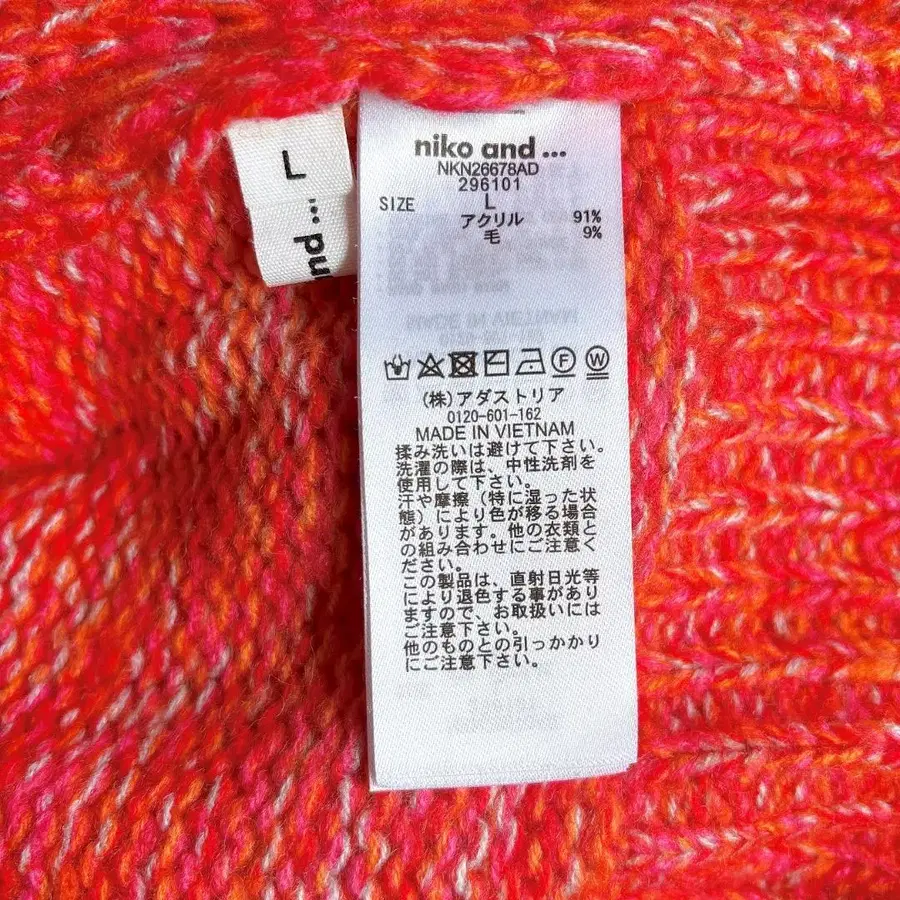 L
nd ...
niko and ...
NKN26678AD
296101
SIZE L
アクリル 91%
毛 9%
MADE IN VIETNAM
F W
(株)アダストリア
0120-601-162
MADE IN VIETNAM
揉み洗いは避けて下さい。
洗濯の際は、中性洗剤を
使用して下さい。
汗や摩擦(特に湿った状
態)により色が移る場合
があります。他の衣類と
の組み合わせにご注意く
ださい。
この製品は、直射日光等
により退色する事があり
ますので、お取扱いには
ご注意下さい。
他のものとの引っかかり
にご注意下さい。